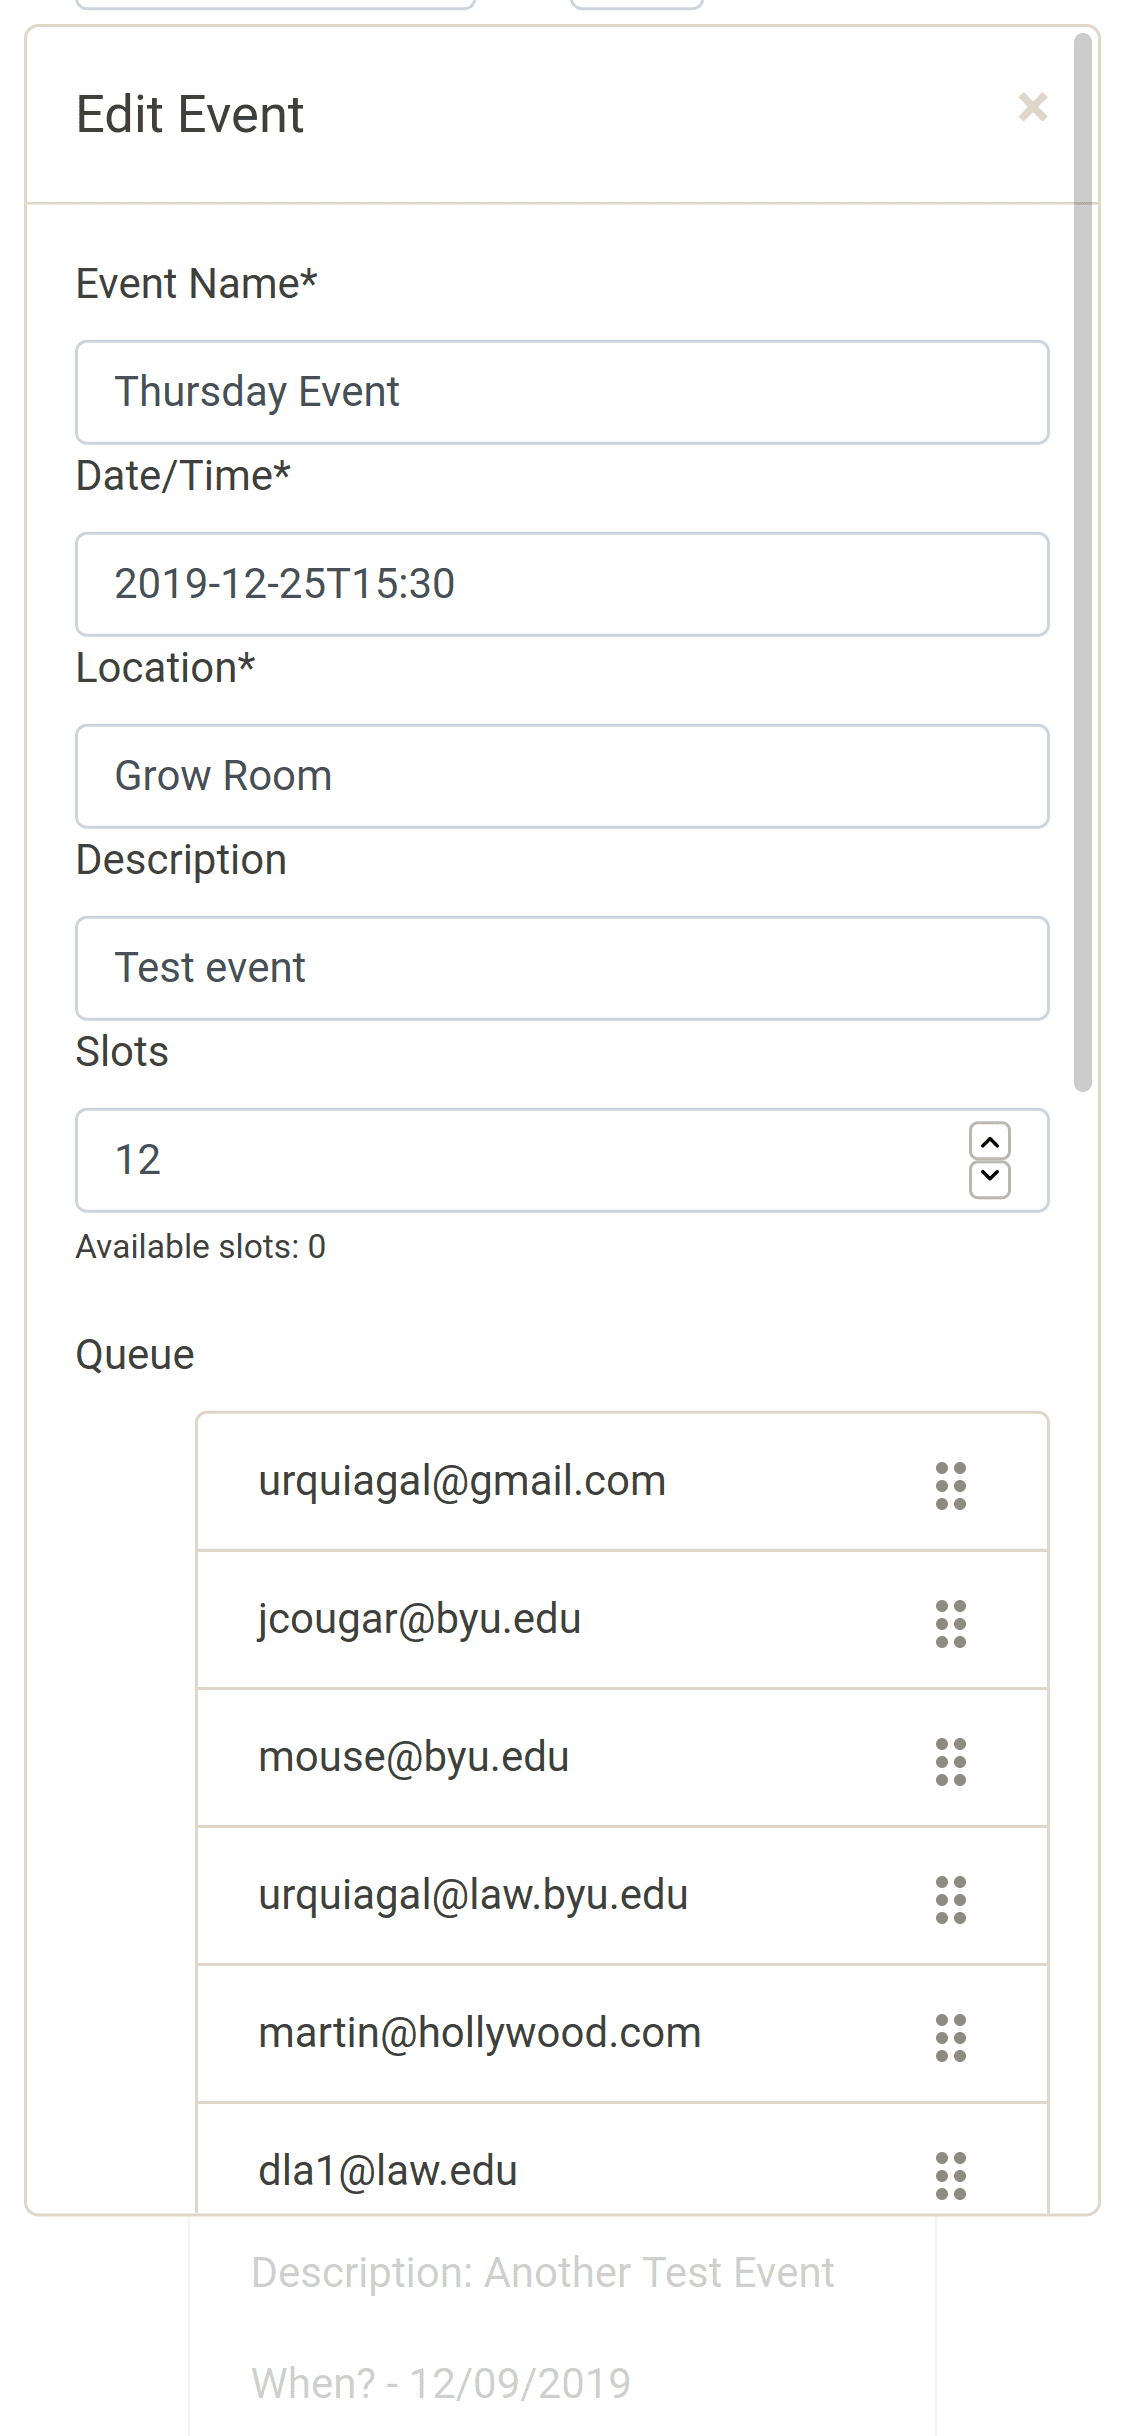 Edit Event
×
Event Name*
Thursday Event
Date/Time*
2019-12-25T15:30
Location*
Grow Room
Description
Test event
Slots
12
Available slots: 0
Queue
urquiagal@gmail.com
jcougar@byu.edu
mouse@byu.edu
urquiagal@law.byu.edu
martin@hollywood.com
dla1@law.edu
Description: Another Test Event
When? - 12/09/2019